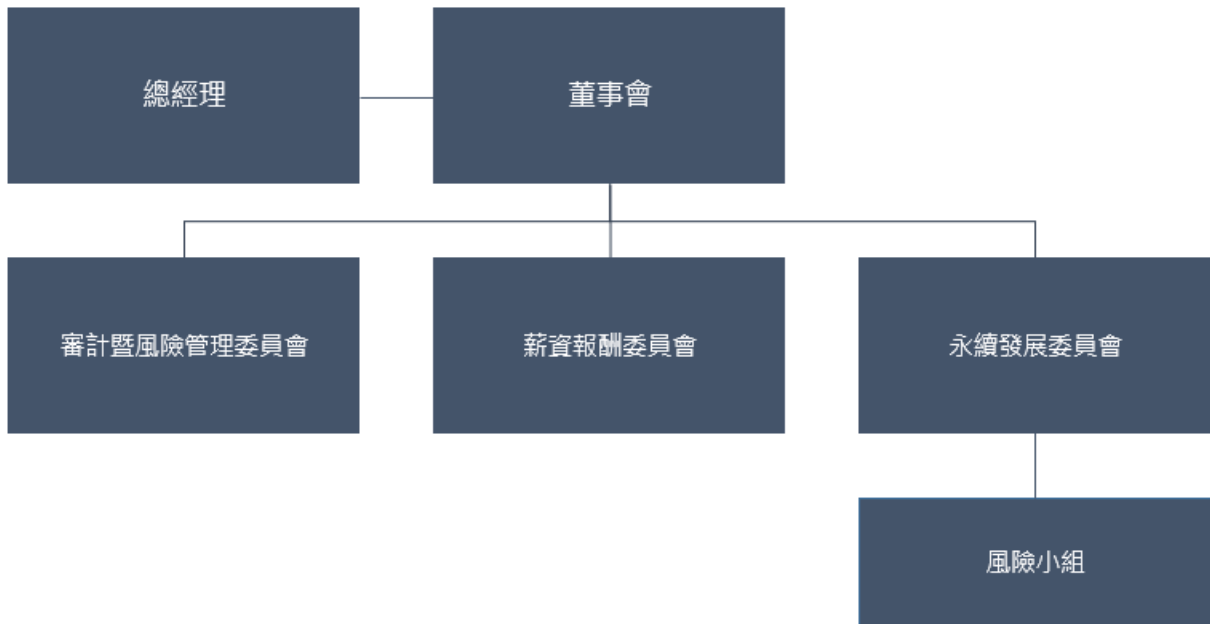 總經理
董事會
審計暨風險管理委員會
薪資報酬委員會
永續發展委員會
風險小組